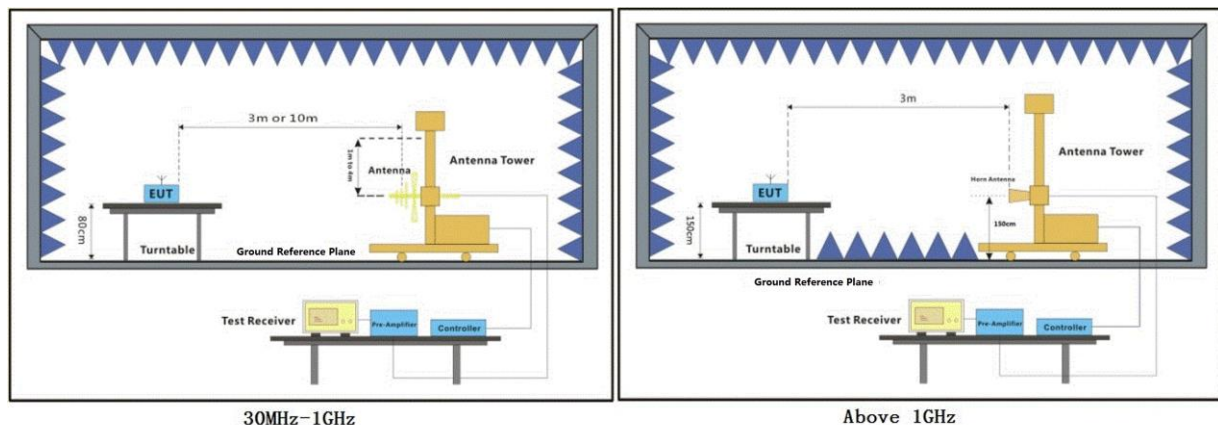 3m or 10m
1m to 4m
Antenna
Antenna Tower
EUT
80cm
Turntable
Ground Reference Plane
Test Receiver
Pre-Amplifier
Controller
30MHz-1GHz
3m
Antenna Tower
Horn Antenna
EUT
150cm
150cm
Turntable
Ground Reference Plane
Test Receiver
Pre-Amplifier
Controller
Above 1GHz